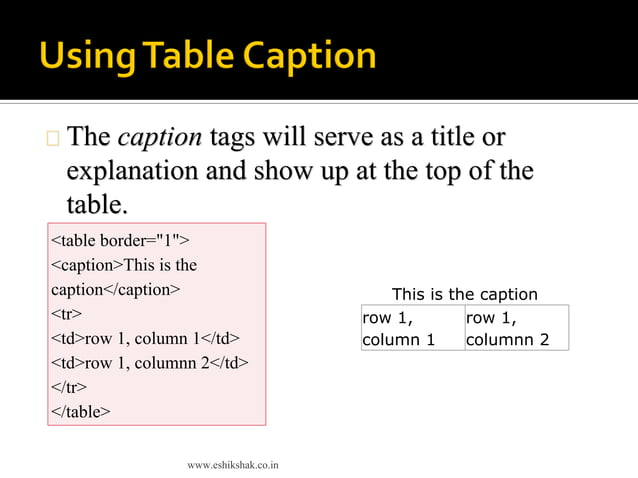 Using Table Caption
The caption tags will serve as a title or
explanation and show up at the top of the
table.
<table border="1">
<caption>This is the
caption</caption>
<tr>
<td>row 1, column 1</td>
<td>row 1, columnn 2</td>
</tr>
</table>
This is the caption
row 1, row 1,
column 1 columnn 2
www.eshikshak.co.in